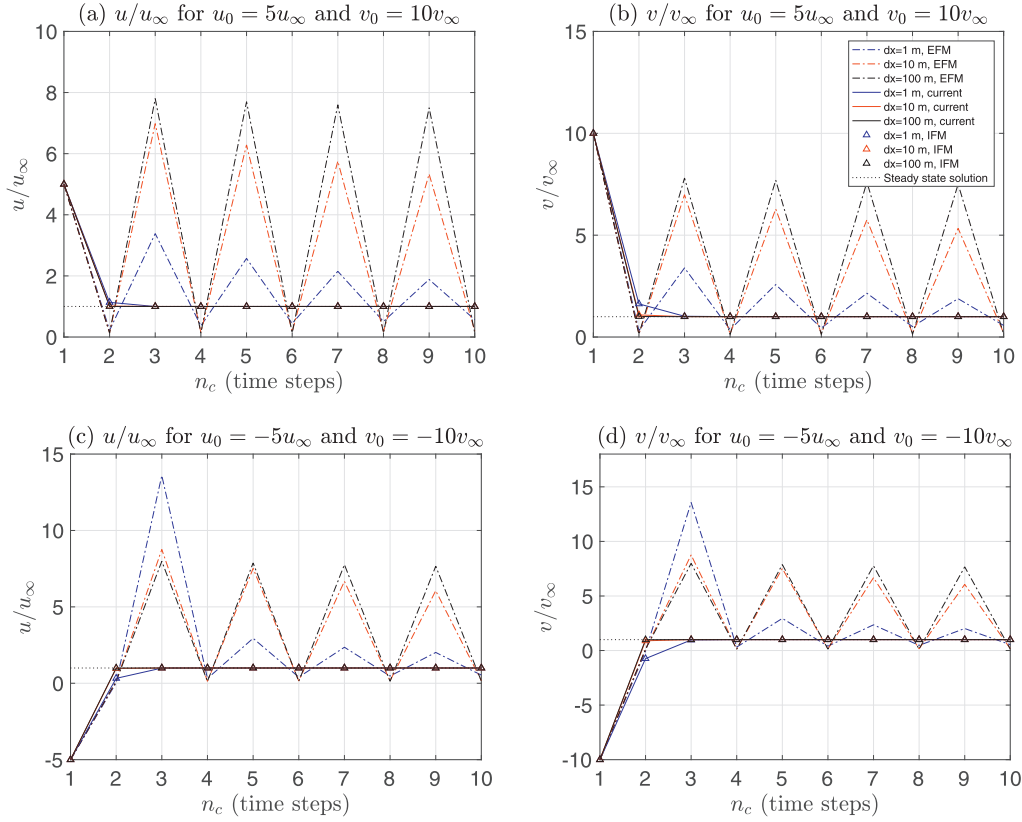 (a) u/u∞ for u₀ = 5u∞ and v₀ = 10v∞
10
8
6
4
2
0
u/u∞
1 2 3 4 5 6 7 8 9 10
n_c (time steps)
(b) v/v∞ for u₀ = 5u∞ and v₀ = 10v∞
15
10
5
0
v/v∞
dx=1 m, EFM
dx=10 m, EFM
dx=100 m, EFM
dx=1 m, current
dx=10 m, current
dx=100 m, current
dx=1 m, IFM
dx=10 m, IFM
dx=100 m, IFM
Steady state solution
1 2 3 4 5 6 7 8 9 10
n_c (time steps)
(c) u/u∞ for u₀ = −5u∞ and v₀ = −10v∞
15
10
5
0
-5
u/u∞
1 2 3 4 5 6 7 8 9 10
n_c (time steps)
(d) v/v∞ for u₀ = −5u∞ and v₀ = −10v∞
15
10
5
0
-5
-10
v/v∞
1 2 3 4 5 6 7 8 9 10
n_c (time steps)